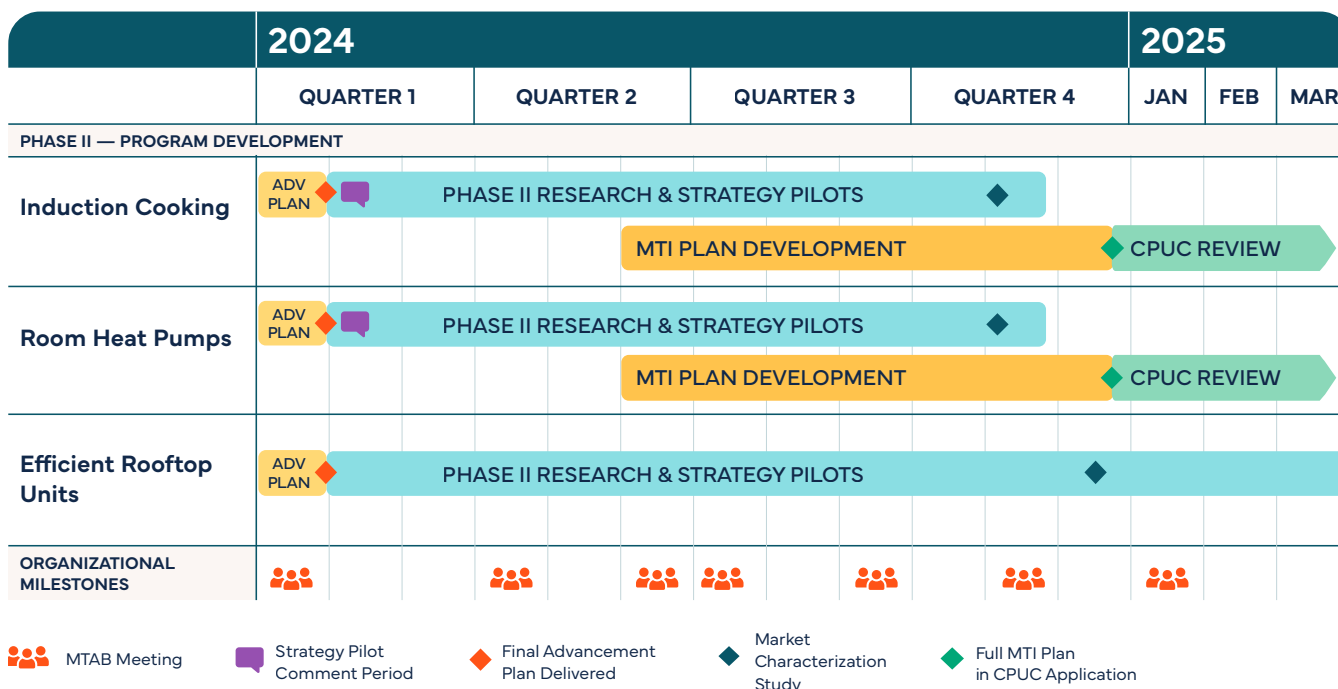 2024
2025
QUARTER 1
QUARTER 2
QUARTER 3
QUARTER 4
JAN
FEB
MAR
PHASE II — PROGRAM DEVELOPMENT
Induction Cooking
ADV
PLAN
PHASE II RESEARCH & STRATEGY PILOTS
MTI PLAN DEVELOPMENT
CPUC REVIEW
Room Heat Pumps
ADV
PLAN
PHASE II RESEARCH & STRATEGY PILOTS
MTI PLAN DEVELOPMENT
CPUC REVIEW
Efficient Rooftop
Units
ADV
PLAN
PHASE II RESEARCH & STRATEGY PILOTS
ORGANIZATIONAL
MILESTONES
MTAB Meeting
Strategy Pilot
Comment Period
Final Advancement
Plan Delivered
Market
Characterization
Study
Full MTI Plan
in CPUC Application